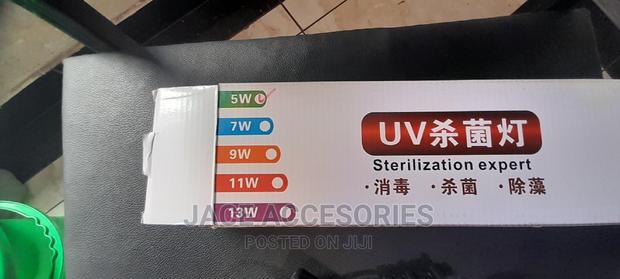 5W
7W
9W
11W
13W
UV杀菌灯
Sterilization expert
·消毒 ·杀菌 ·除藻
JACE ACCESORIES
POSTED ON JIJI